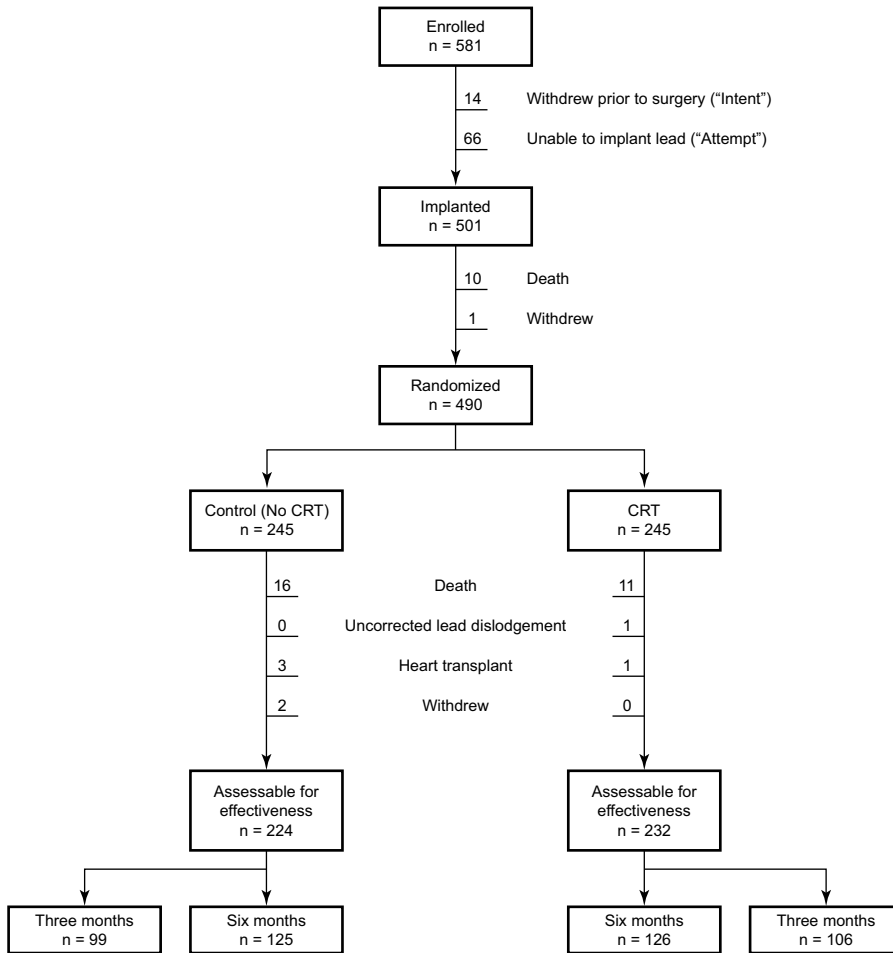 Enrolled
n = 581
14 Withdrew prior to surgery (“Intent”)
66 Unable to implant lead (“Attempt”)
Implanted
n = 501
10 Death
1 Withdrew
Randomized
n = 490
Control (No CRT)
n = 245
CRT
n = 245
16 Death 11
0 Uncorrected lead dislodgement 1
3 Heart transplant 1
2 Withdrew 0
Assessable for
effectiveness
n = 224
Assessable for
effectiveness
n = 232
Three months
n = 99
Six months
n = 125
Six months
n = 126
Three months
n = 106